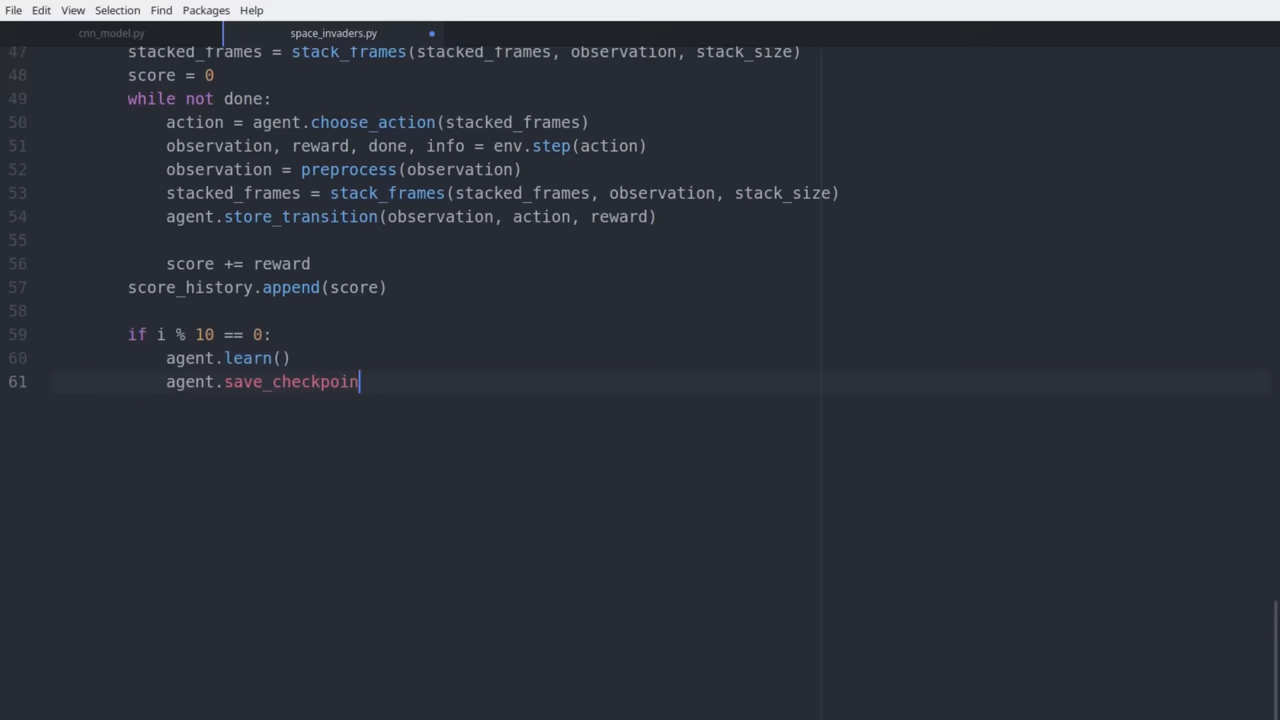 File Edit View Selection Find Packages Help
cnn_model.py space_invaders.py
47 stacked_frames = stack_frames(stacked_frames, observation, stack_size)
48 score = 0
49 while not done:
50 action = agent.choose_action(stacked_frames)
51 observation, reward, done, info = env.step(action)
52 observation = preprocess(observation)
53 stacked_frames = stack_frames(stacked_frames, observation, stack_size)
54 agent.store_transition(observation, action, reward)
55
56 score += reward
57 score_history.append(score)
58
59 if i % 10 == 0:
60 agent.learn()
61 agent.save_checkpoin